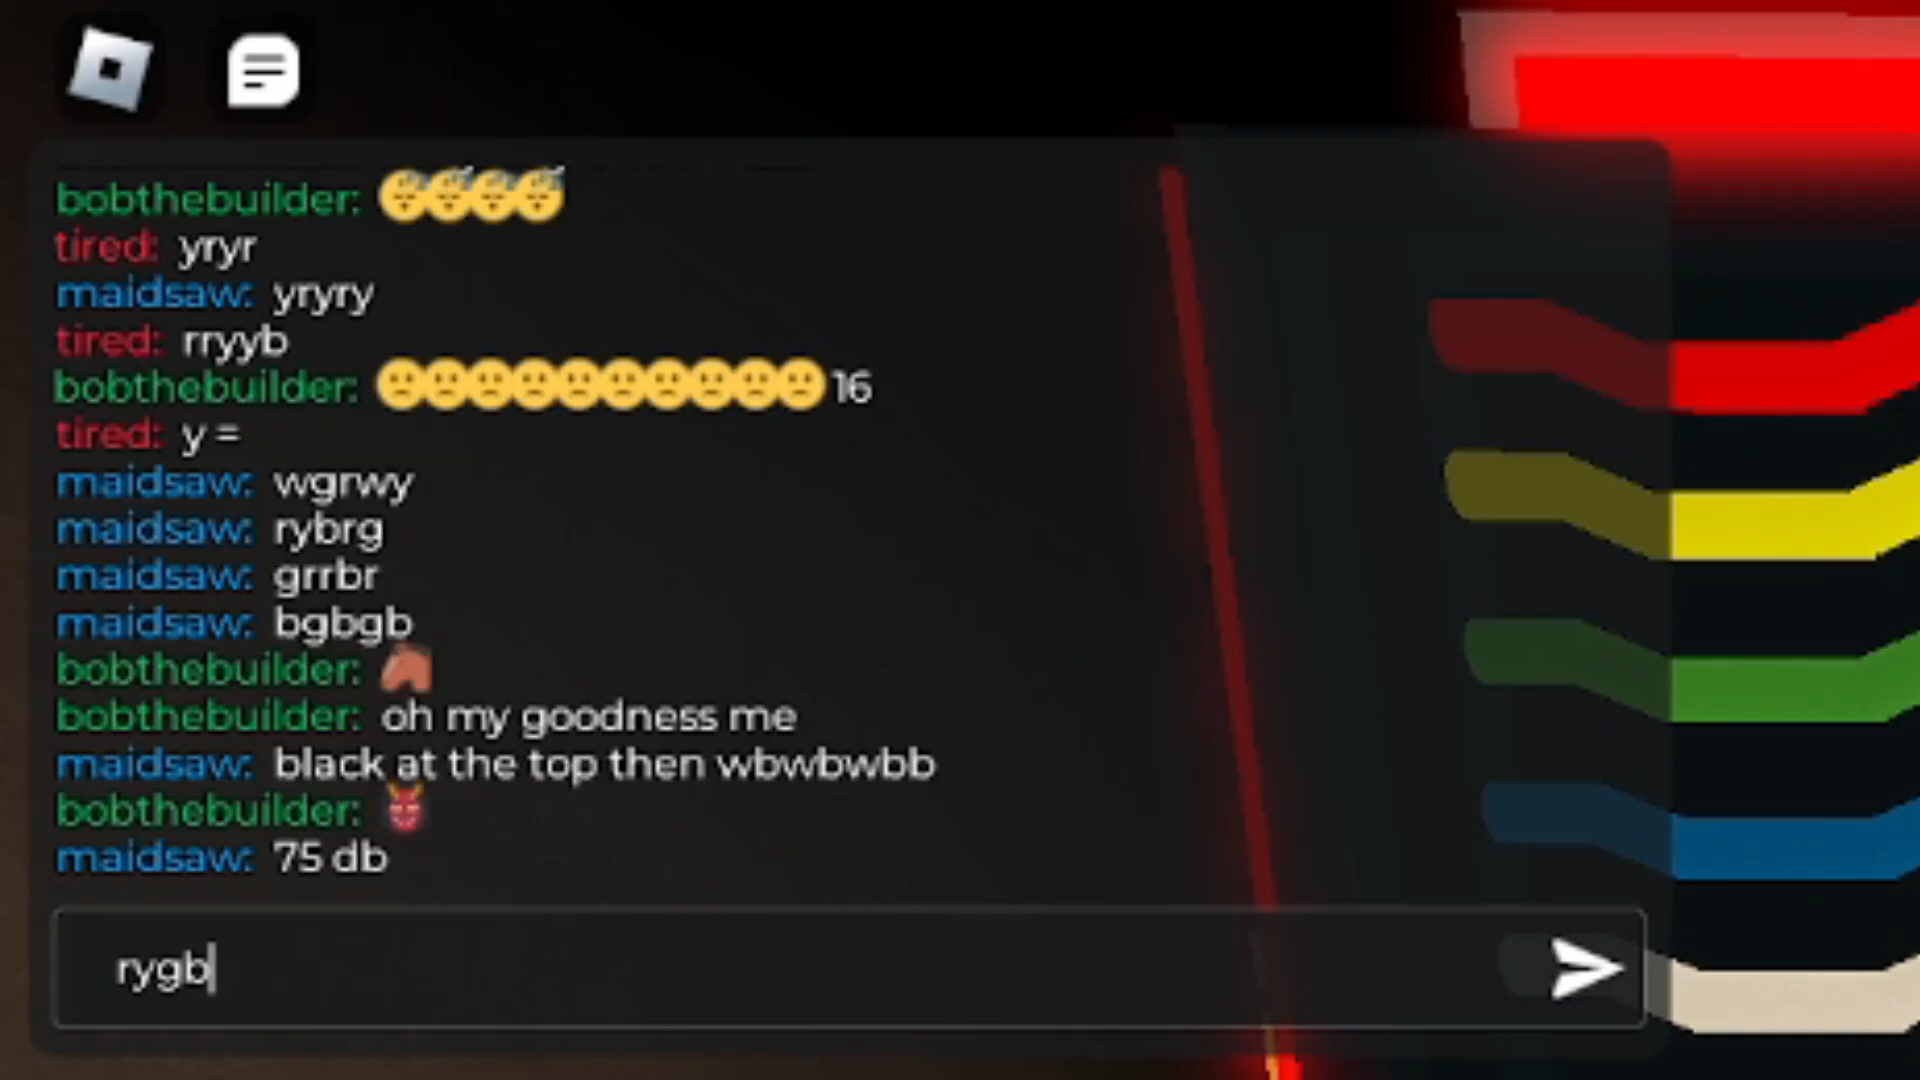 bobthebuilder: 😴😴😴😴
tired: yryr
maidsaw: yryry
tired: rryyb
bobthebuilder: 😐😐😐😐😐😐😐😐😐😐16
tired: y =
maidsaw: wgrwy
maidsaw: rybrg
maidsaw: grrbr
maidsaw: bgbgb
bobthebuilder:
bobthebuilder: oh my goodness me
maidsaw: black at the top then wbwbwbb
bobthebuilder: 👹
maidsaw: 75 db
rygb